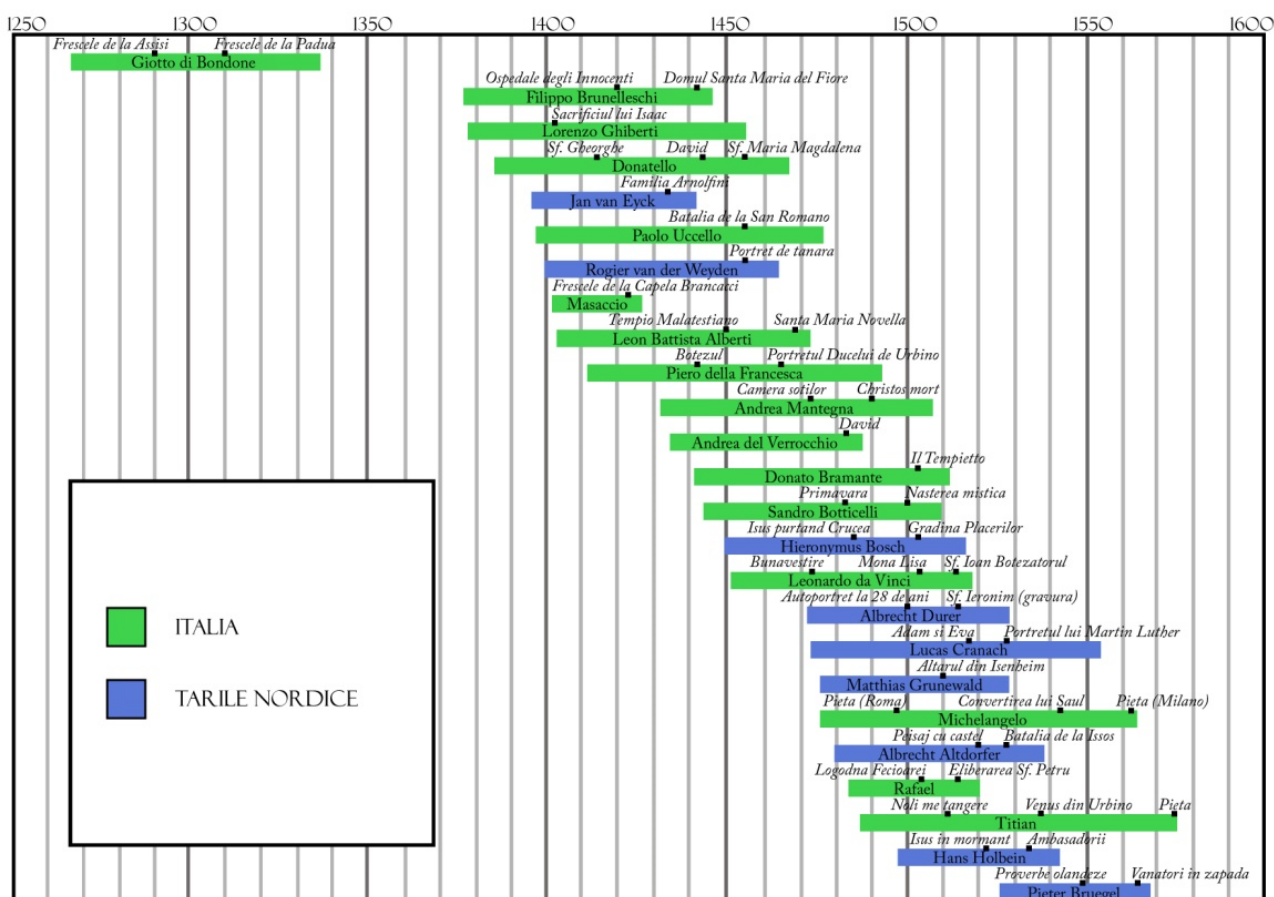 1250 1300 1350 1400 1450 1500 1550 1600
Frescele de la Assisi Frescele de la Padua
Giotto di Bondone
Ospedale degli Innocenti Domul Santa Maria del Fiore
Filippo Brunelleschi
Sacrificiul lui Isaac
Lorenzo Ghiberti
Sf. Gheorghe David Sf. Maria Magdalena
Donatello
Familia Arnolfini
Jan van Eyck
Batalia de la San Romano
Paolo Uccello
Portret de tanara
Rogier van der Weyden
Frescele de la Capela Brancacci
Masaccio
Tempio Malatestiano Santa Maria Novella
Leon Battista Alberti
Botezul Portretul Ducelui de Urbino
Piero della Francesca
Camera sotilor Christos mort
Andrea Mantegna
David
Andrea del Verrocchio
Il Tempietto
Donato Bramante
Primavara Nasterea mistica
Sandro Botticelli
Isus purtand Crucea Gradina Placerilor
Hieronymus Bosch
Bunavestire Mona Lisa Sf. Ioan Botezatorul
Leonardo da Vinci
Autoportret la 28 de ani Sf. Ieronim (gravura)
Albrecht Durer
Adam si Eva Portretul lui Martin Luther
Lucas Cranach
Altarul din Isenheim
Matthias Grunewald
Pieta (Roma) Convertirea lui Saul Pieta (Milano)
Michelangelo
Peisaj cu castel Batalia de la Issos
Albrecht Altdorfer
Logodna Fecioarei Eliberarea Sf. Petru
Rafael
Noli me tangere Venus din Urbino Pieta
Titian
Isus in mormant Ambasadorii
Hans Holbein
Proverbe olandeze Vanatori in zapada
Pieter Bruegel
ITALIA
TARILE NORDICE